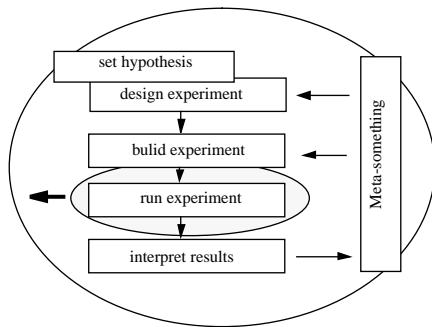 set hypothesis
design experiment
bulid experiment
run experiment
interpret results
Meta-something